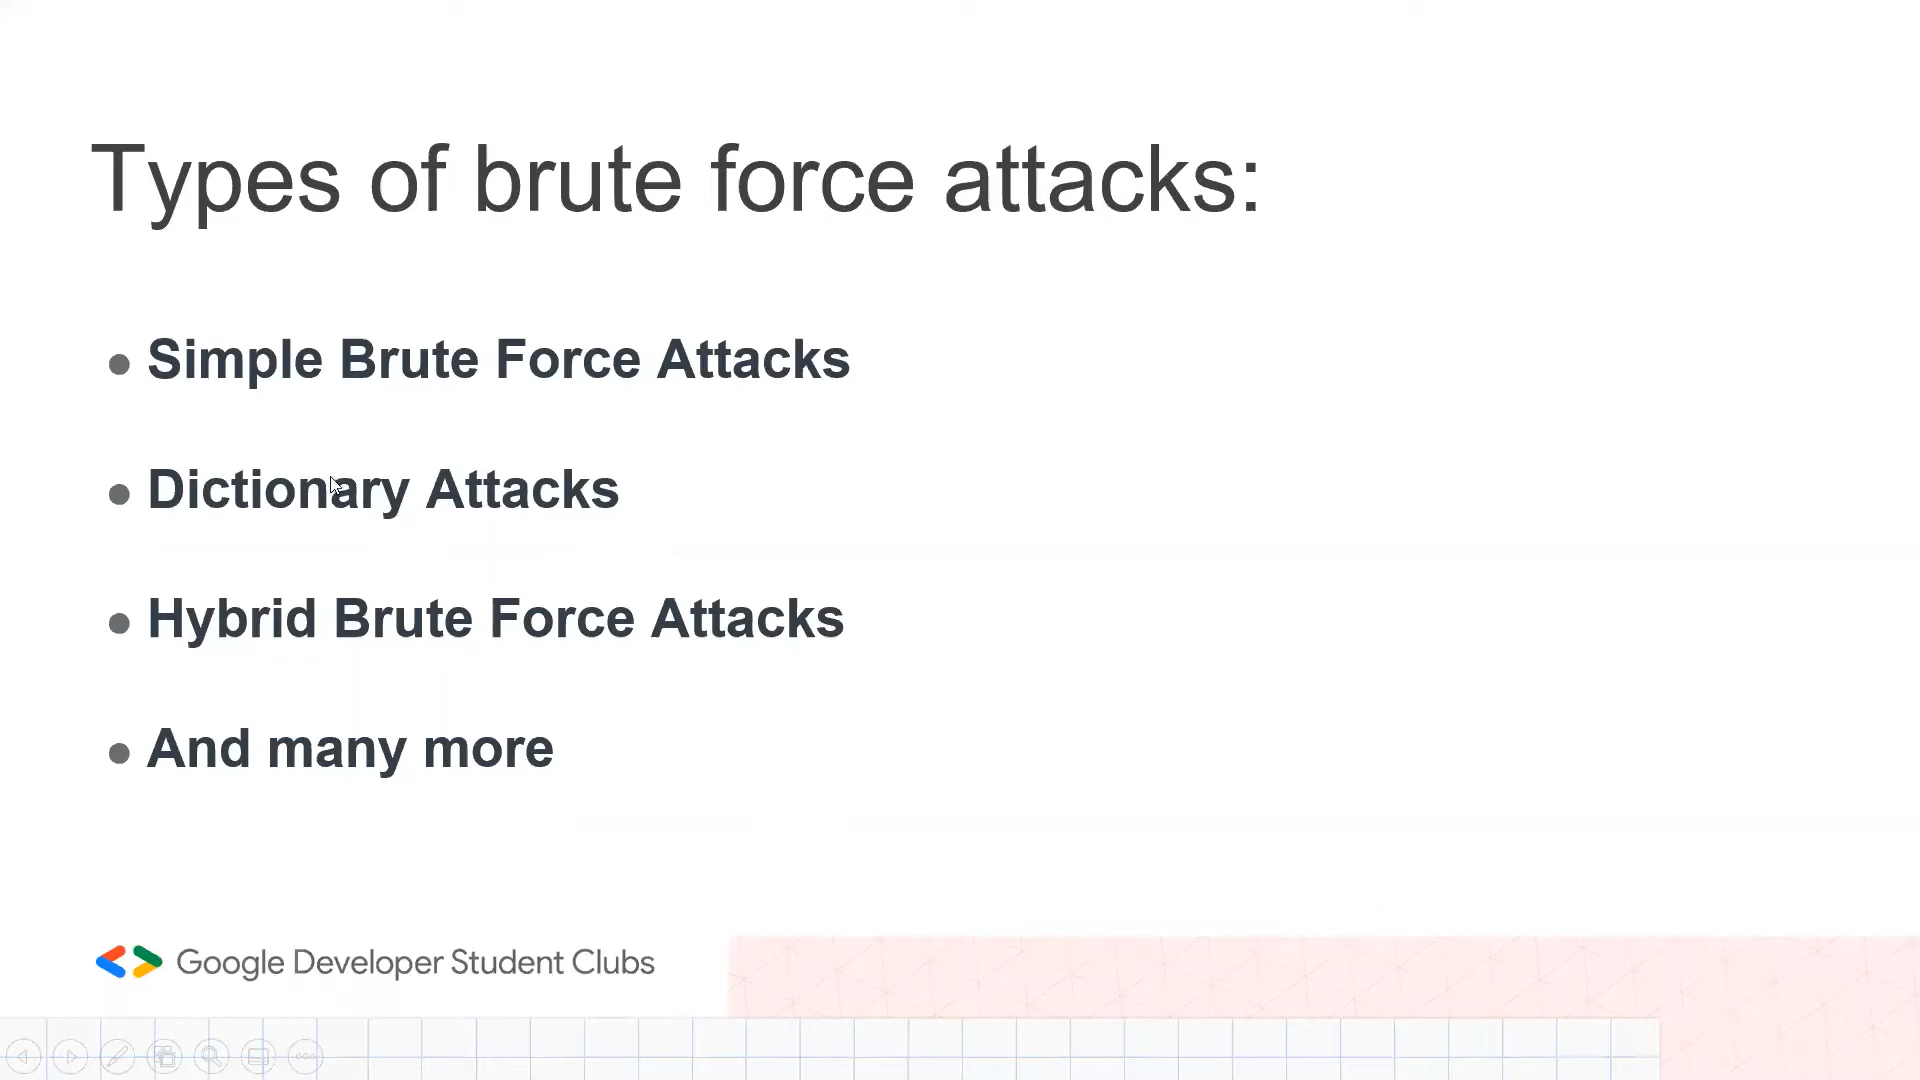 Types of brute force attacks:
Simple Brute Force Attacks
Dictionary Attacks
Hybrid Brute Force Attacks
And many more
Google Developer Student Clubs